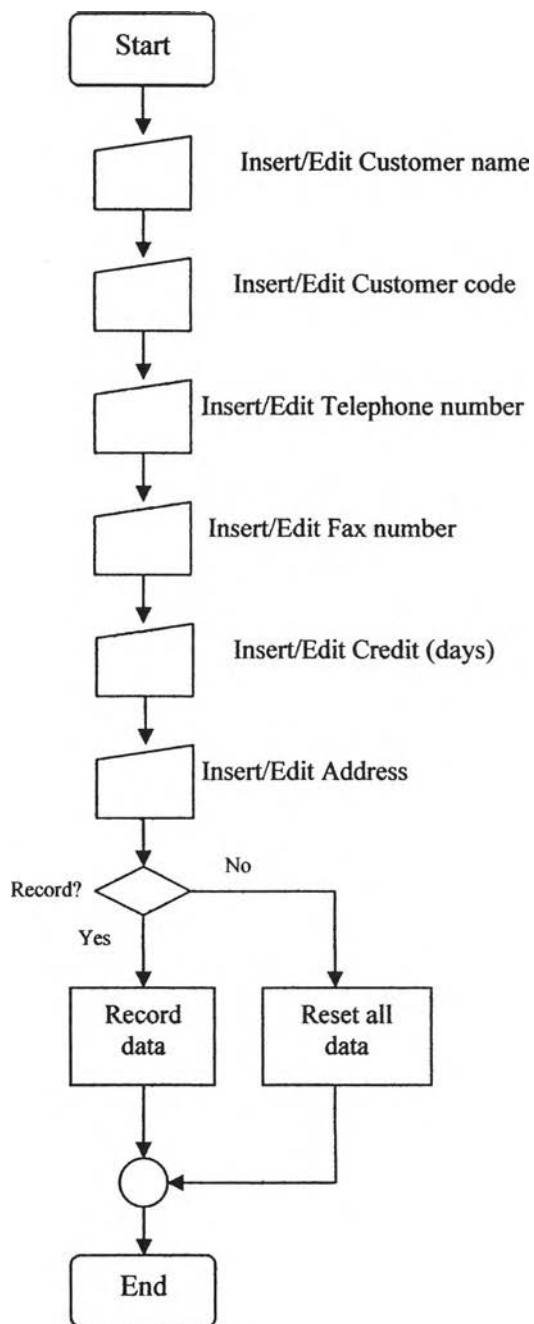 Start
Insert/Edit Customer name
Insert/Edit Customer code
Insert/Edit Telephone number
Insert/Edit Fax number
Insert/Edit Credit (days)
Insert/Edit Address
No
Record?
Yes
Record
data
Reset all
data
End